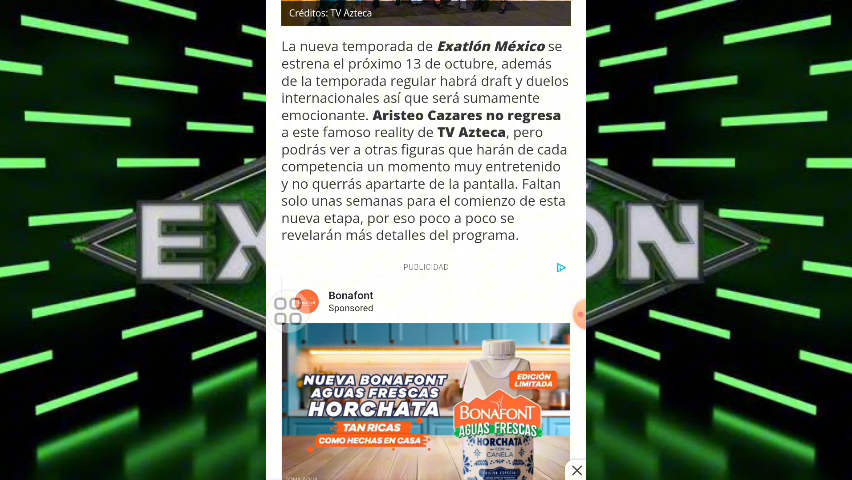 Créditos: TV Azteca
La nueva temporada de Exatlón México se
estrena el próximo 13 de octubre, además
de la temporada regular habrá draft y duelos
internacionales así que será sumamente
emocionante. Aristeo Cazares no regresa
a este famoso reality de TV Azteca, pero
podrás ver a otras figuras que harán de cada
competencia un momento muy entretenido
y no querrás apartarte de la pantalla. Faltan
solo unas semanas para el comienzo de esta
nueva etapa, por eso poco a poco se
revelarán más detalles del programa.
PUBLICIDAD
Bonafont
Sponsored
NUEVA BONAFONT
AGUAS FRESCAS
HORCHATA
TAN RICAS
COMO HECHAS EN CASA
EDICIÓN
LIMITADA
BONAFONT
AGUAS FRESCAS
HORCHATA
CON
CANELA
EDICIÓN ESPECIAL
EX
ÓN